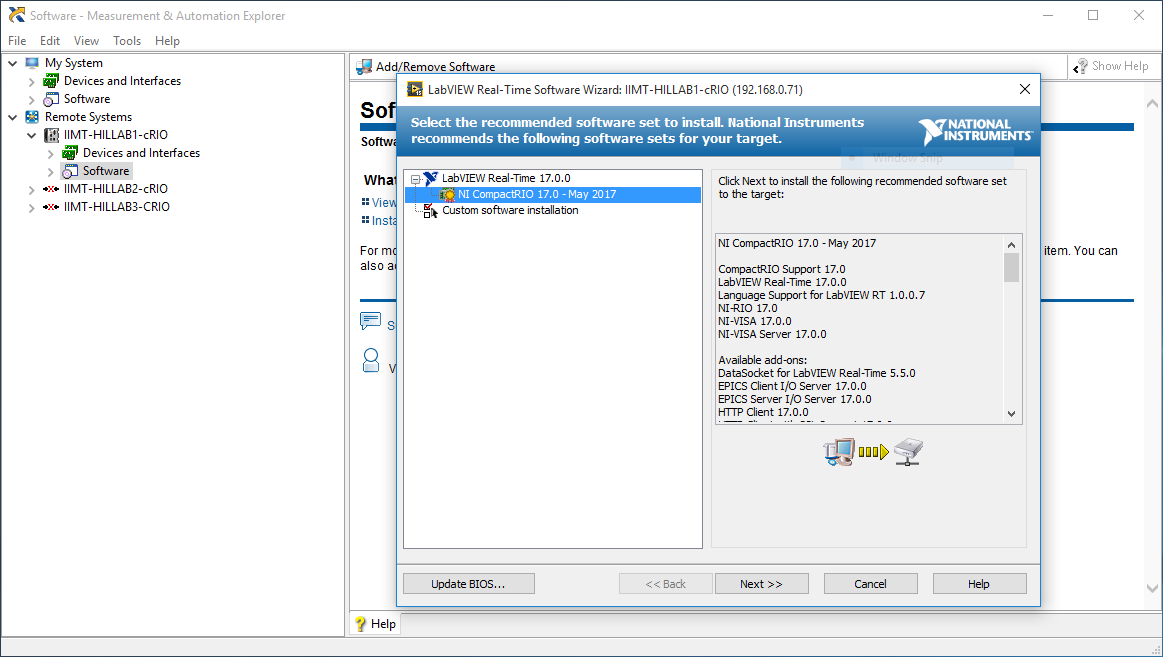 Software - Measurement & Automation Explorer
File Edit View Tools Help
My System
Devices and Interfaces
Software
Remote Systems
IIMT-HILLAB1-cRIO
Devices and Interfaces
Software
IIMT-HILLAB2-cRIO
IIMT-HILLAB3-CRIO
Add/Remove Software
Show Help
For
also
item. You can
LabVIEW Real-Time Software Wizard: IIMT-HILLAB1-cRIO (192.168.0.71)
Select the recommended software set to install. National Instruments
recommends the following software sets for your target.
NATIONAL
INSTRUMENTS
Window Snip
LabVIEW Real-Time 17.0.0
NI CompactRIO 17.0 - May 2017
Custom software installation
Click Next to install the following recommended software set
to the target:
NI CompactRIO 17.0 - May 2017
CompactRIO Support 17.0
LabVIEW Real-Time 17.0.0
Language Support for LabVIEW RT 1.0.0.7
NI-RIO 17.0
NI-VISA 17.0.0
NI-VISA Server 17.0.0
Available add-ons:
DataSocket for LabVIEW Real-Time 5.5.0
EPICS Client I/O Server 17.0.0
EPICS Server I/O Server 17.0.0
HTTP Client 17.0.0
Update BIOS...
<< Back
Next >>
Cancel
Help
Help